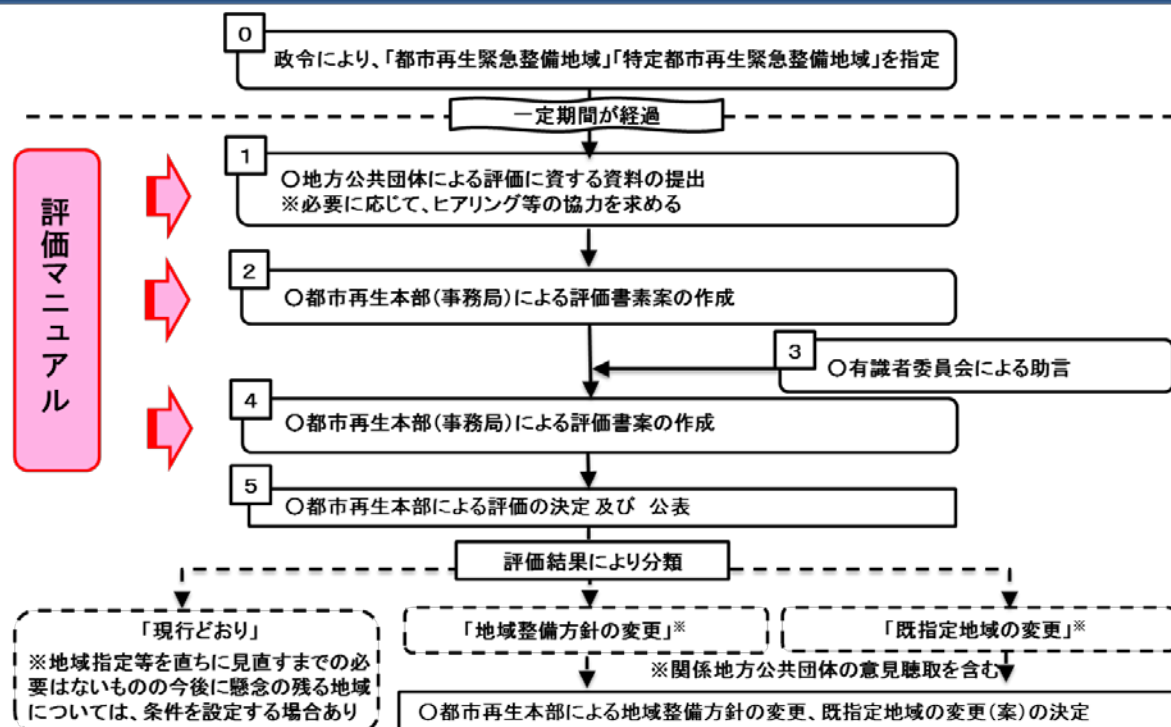 0
政令により、「都市再生緊急整備地域」「特定都市再生緊急整備地域」を指定
一定期間が経過
評価マニュアル
1
○地方公共団体による評価に資する資料の提出
※必要に応じて、ヒアリング等の協力を求める
2
○都市再生本部(事務局)による評価書素案の作成
3
○有識者委員会による助言
4
○都市再生本部(事務局)による評価書案の作成
5
○都市再生本部による評価の決定 及び 公表
評価結果により分類
「現行どおり」
※地域指定等を直ちに見直すまでの必
要はないものの今後に懸念の残る地域
については、条件を設定する場合あり
「地域整備方針の変更」※
「既指定地域の変更」※
※関係地方公共団体の意見聴取を含む
○都市再生本部による地域整備方針の変更、既指定地域の変更(案)の決定